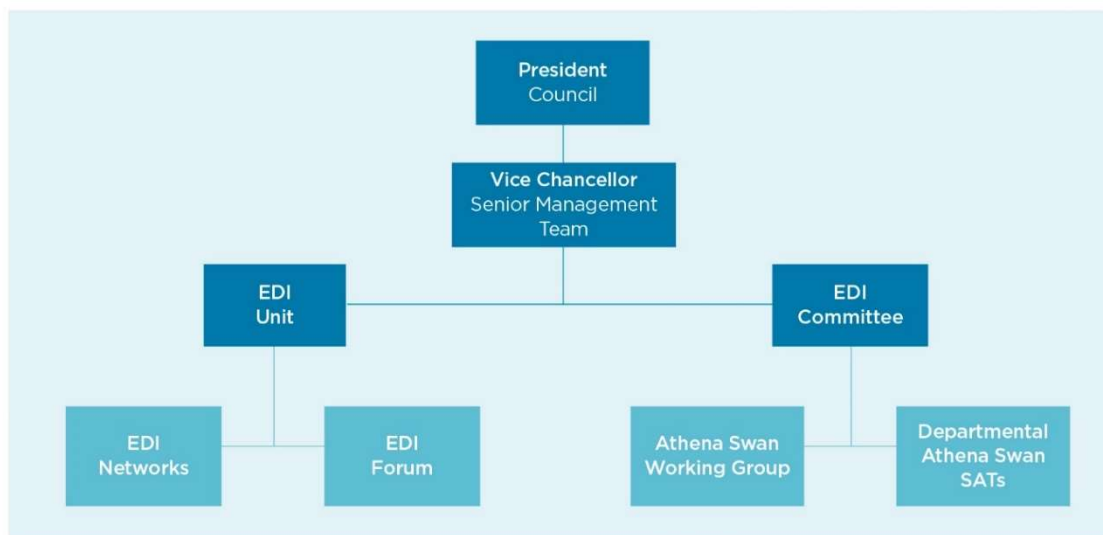 President
Council
Vice Chancellor
Senior Management
Team
EDI
Unit
EDI
Committee
EDI
Networks
EDI
Forum
Athena Swan
Working Group
Departmental
Athena Swan
SATs